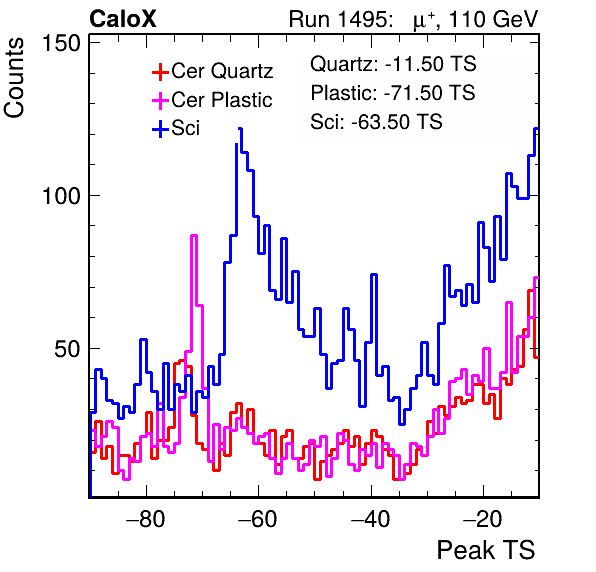 CaloX Run 1495: μ⁺, 110 GeV
150
Counts
Cer Quartz
Cer Plastic
Sci
Quartz: -11.50 TS
Plastic: -71.50 TS
Sci: -63.50 TS
100
50
−80 −60 −40 −20
Peak TS